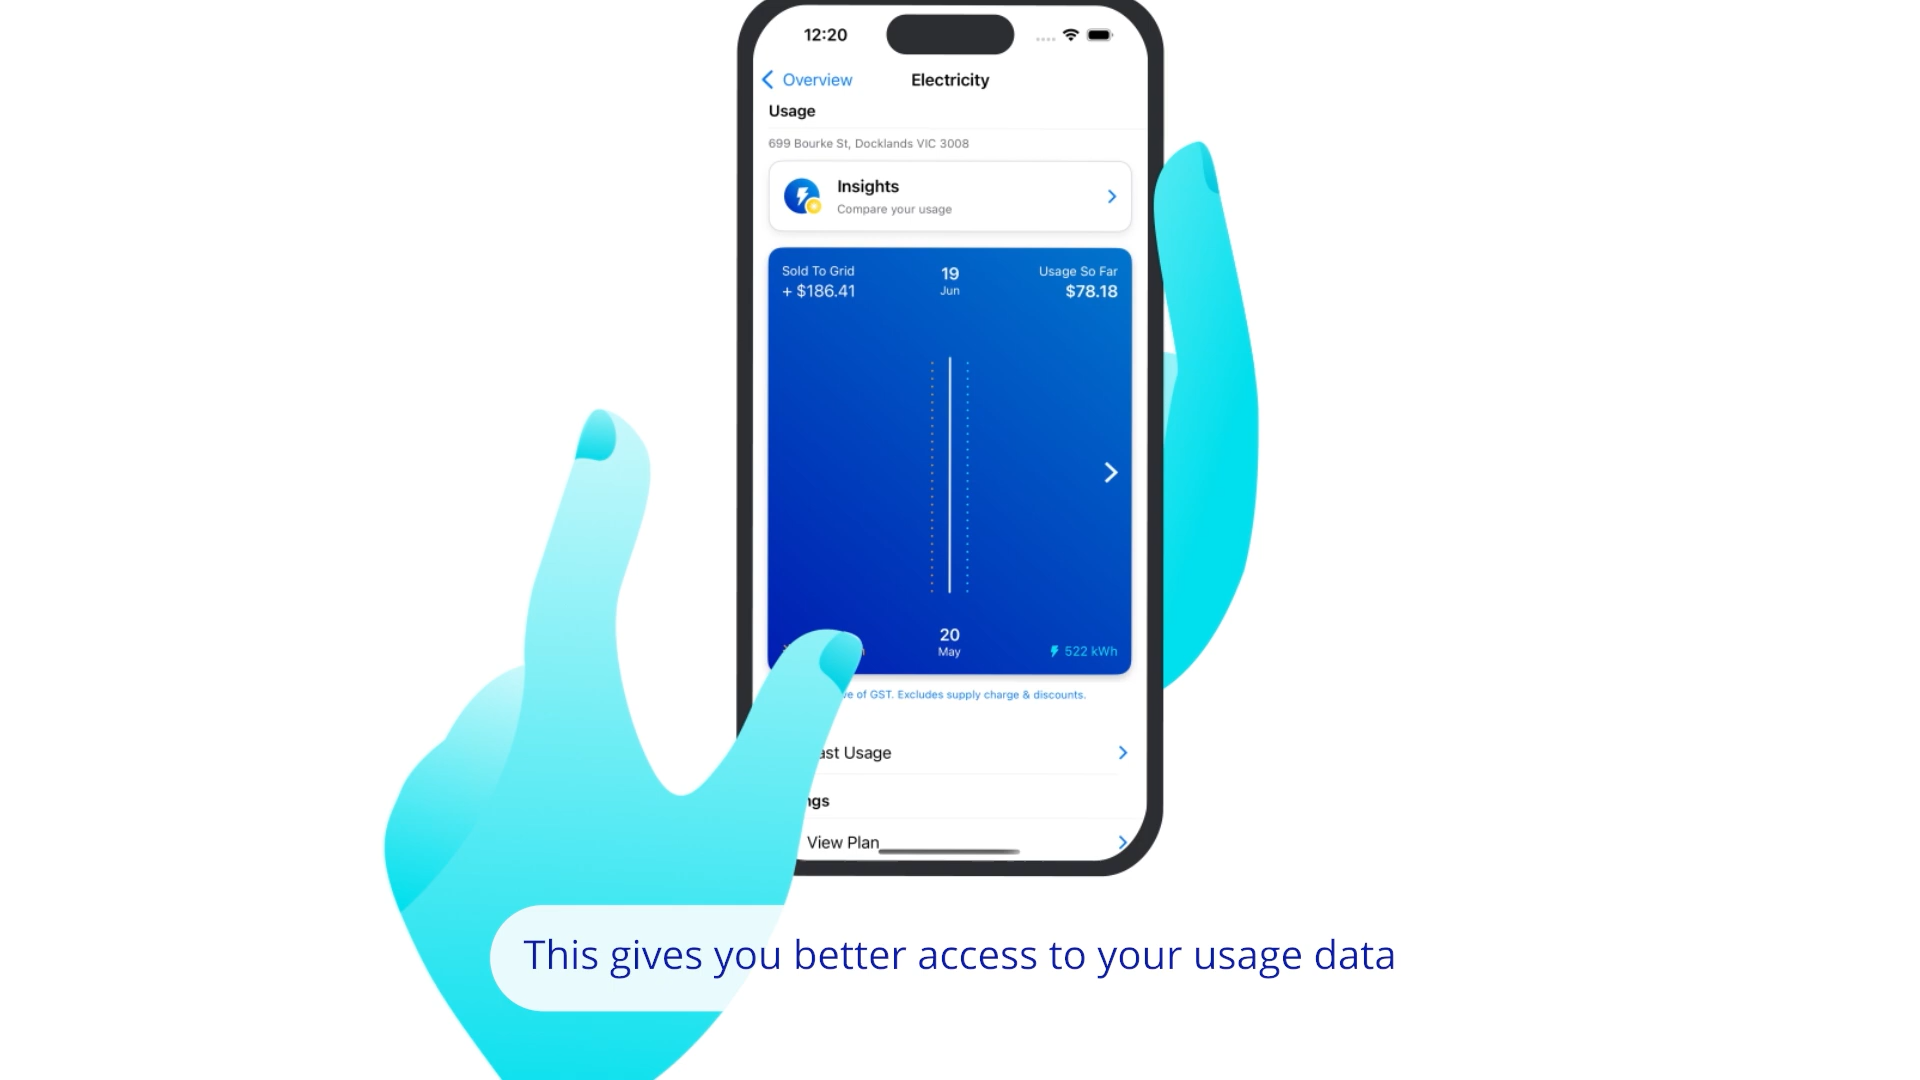 12:20
Overview
Electricity
Usage
699 Bourke St, Docklands VIC 3008
Insights
Compare your usage
Sold To Grid
19
Usage So Far
+ $186.41
Jun
$78.18
20
May
522 kWh
of GST. Excludes supply charge & discounts.
Usage
View Plan
This gives you better access to your usage data